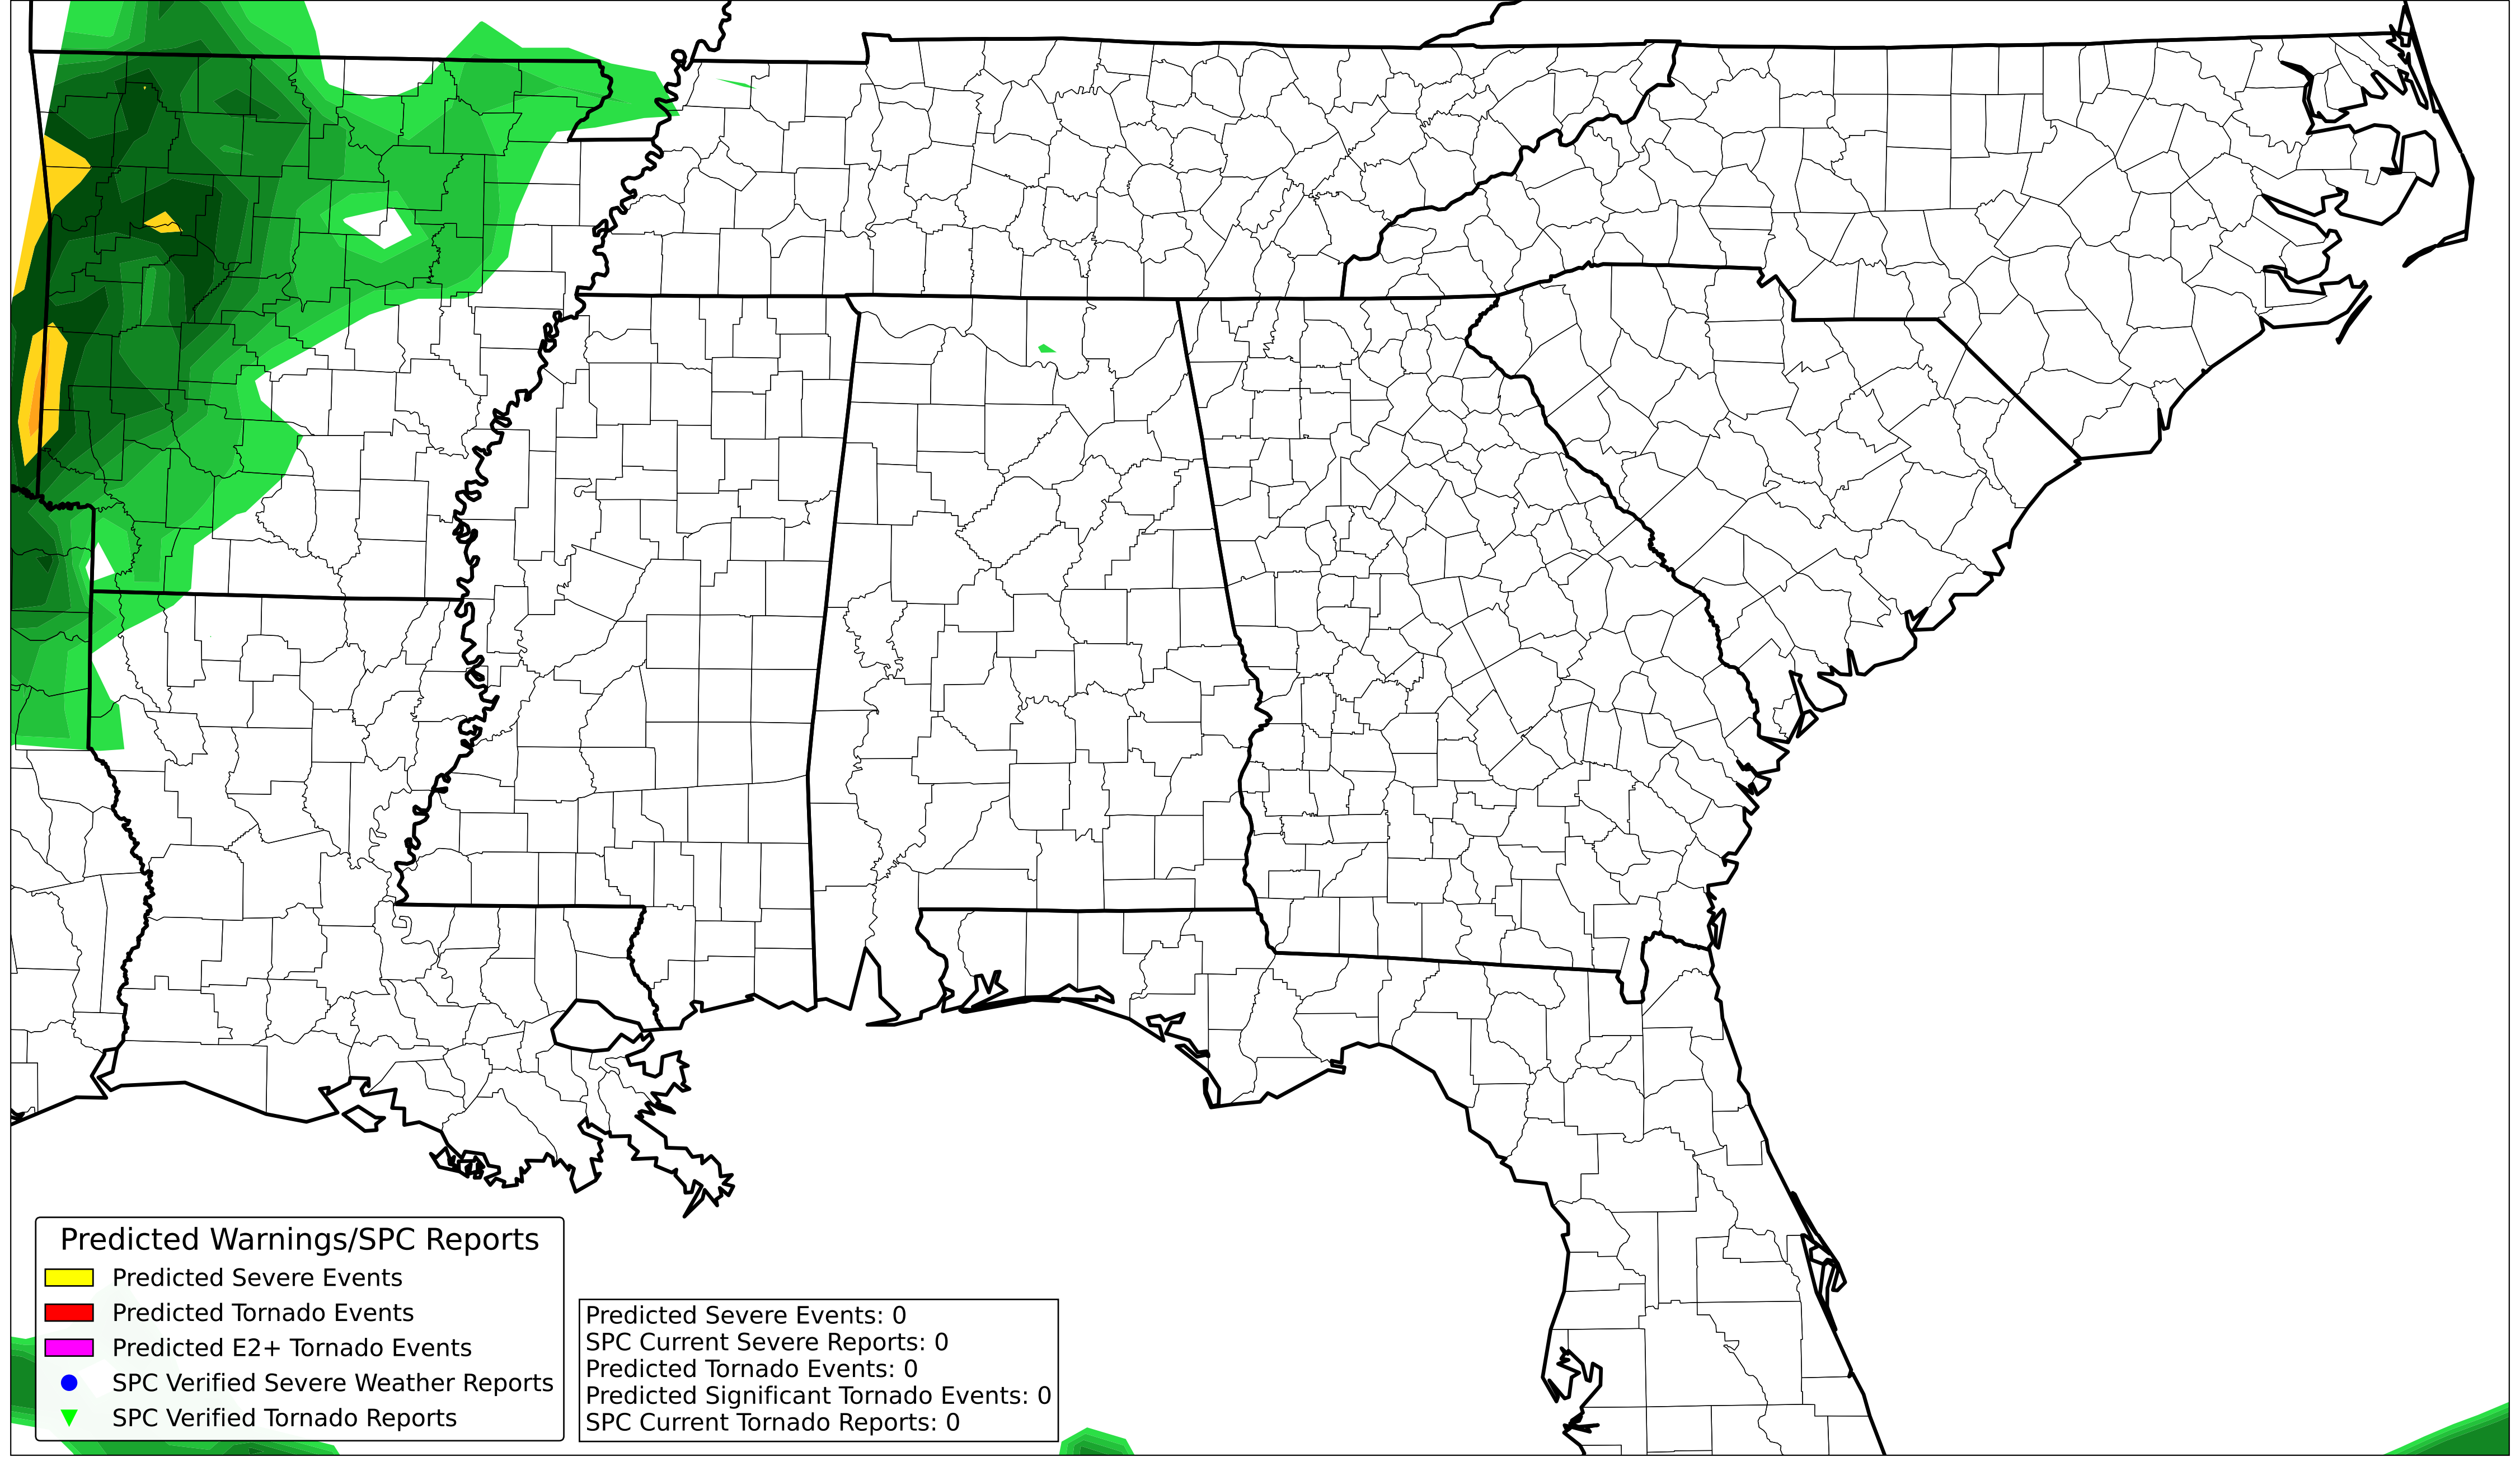 Predicted Warnings/SPC Reports
Predicted Severe Events
Predicted Tornado Events
Predicted E2+ Tornado Events
SPC Verified Severe Weather Reports
SPC Verified Tornado Reports
Predicted Severe Events: 0
SPC Current Severe Reports: 0
Predicted Tornado Events: 0
Predicted Significant Tornado Events: 0
SPC Current Tornado Reports: 0